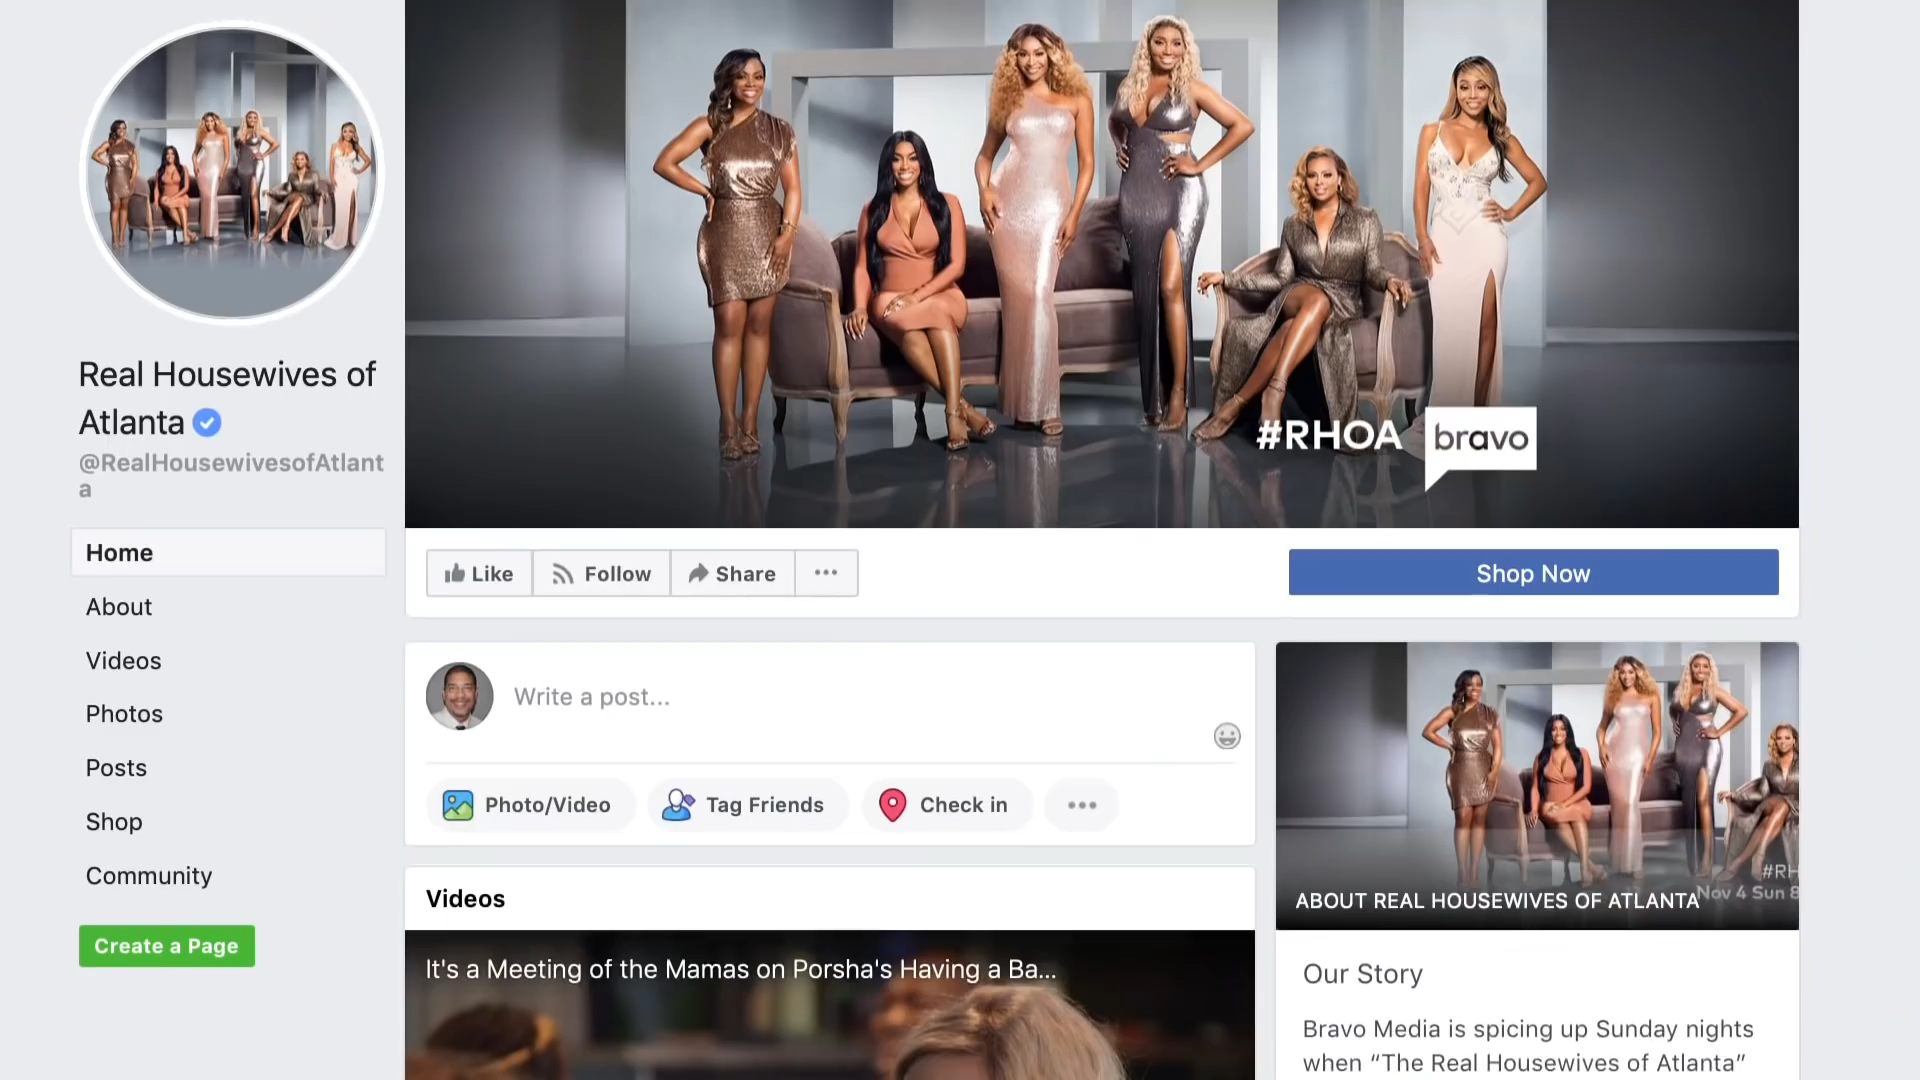 Real Housewives of
Atlanta
@RealHousewivesofAtlant
a
Home
About
Videos
Photos
Posts
Shop
Community
Create a Page
#RHOA
bravo
Like
Follow
Share
Shop Now
Write a post...
Photo/Video
Tag Friends
Check in
Videos
It's a Meeting of the Mamas on Porsha's Having a Ba...
#RH
Nov 4 Sun 8
ABOUT REAL HOUSEWIVES OF ATLANTA
Our Story
Bravo Media is spicing up Sunday nights
when “The Real Housewives of Atlanta”